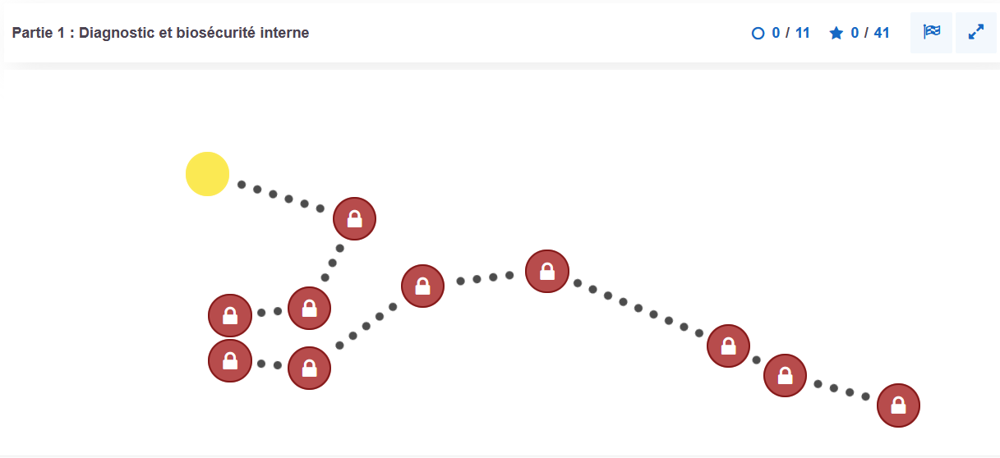 Partie 1 : Diagnostic et biosécurité interne
0 / 11
0 / 41